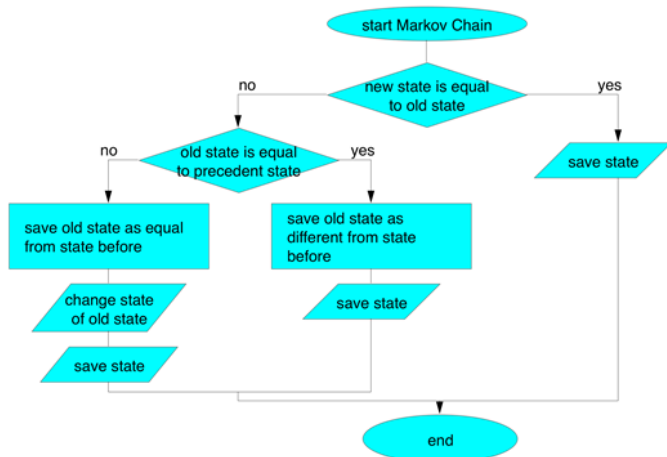 start Markov Chain
new state is equal
to old state
no
yes
old state is equal
to precedent state
no
yes
save state
save old state as equal
from state before
save old state as
different from state
before
change state
of old state
save state
save state
end